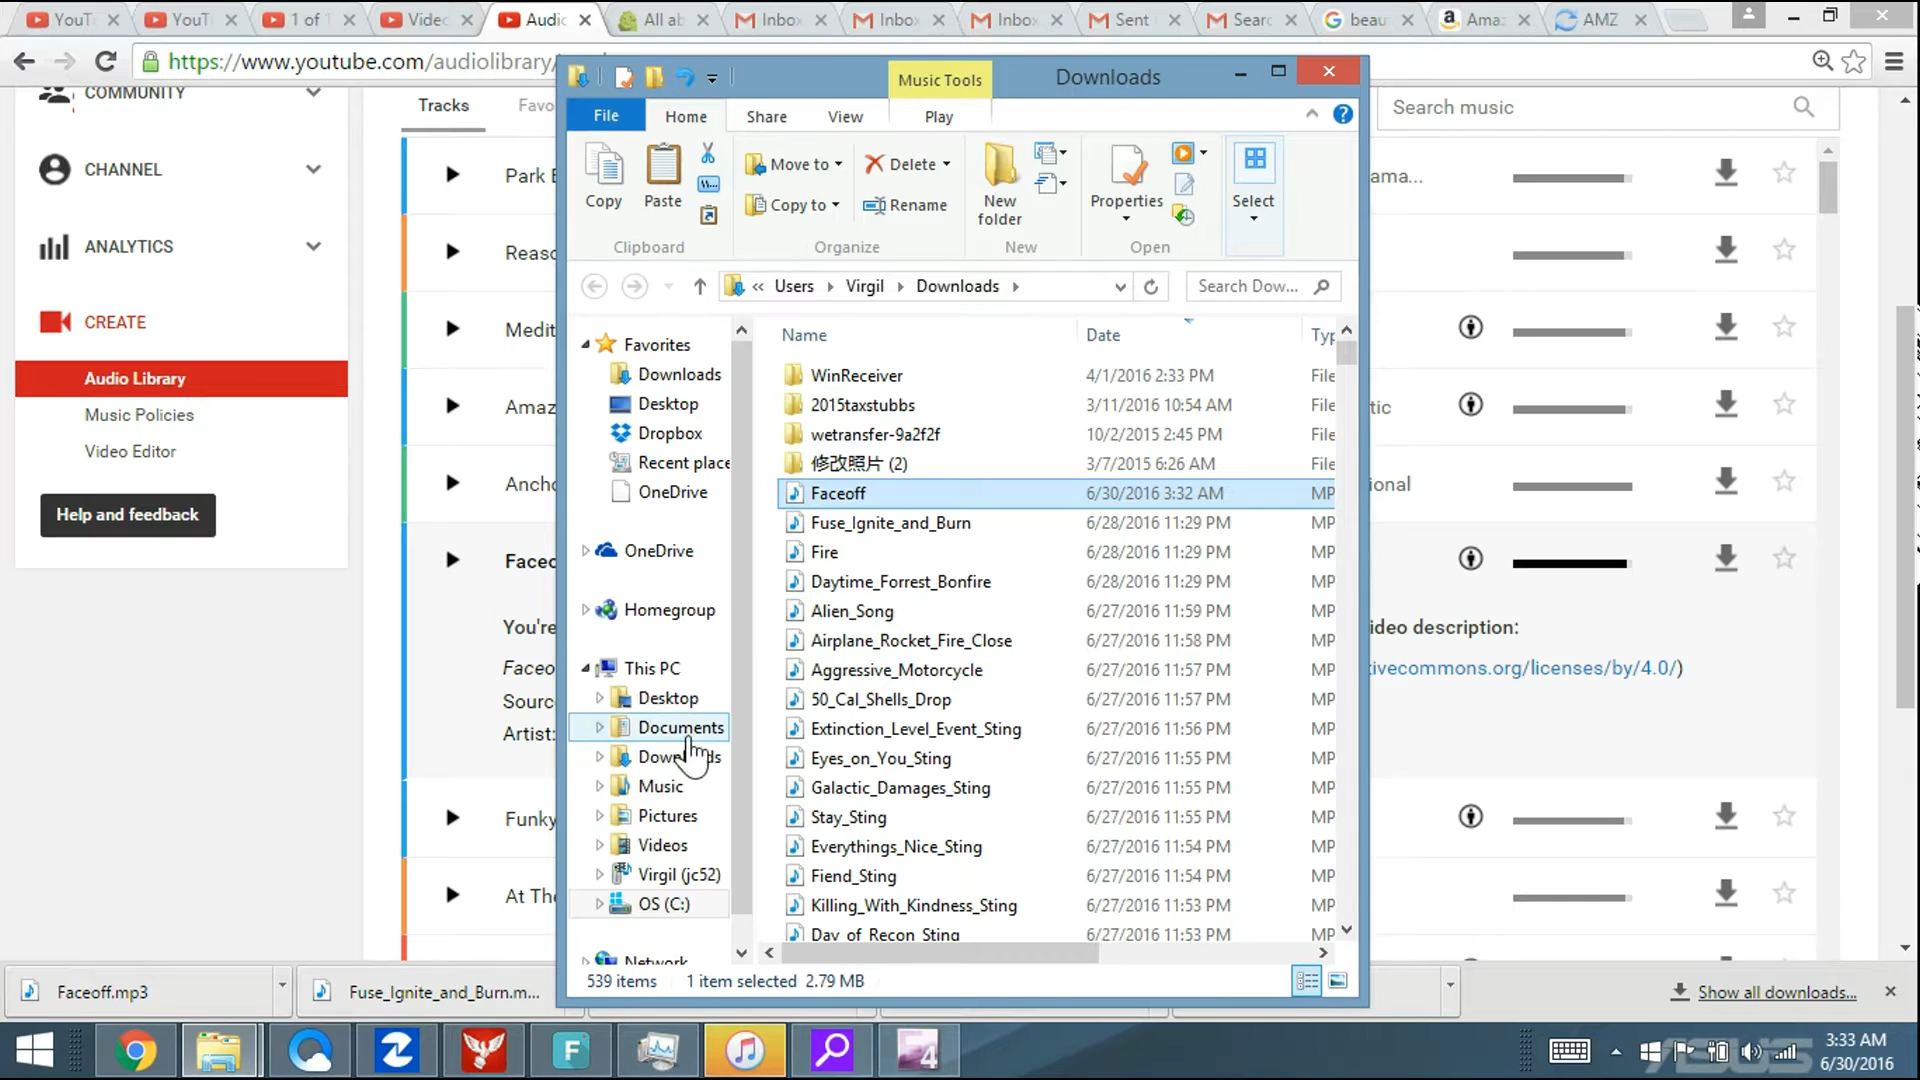 YouT
YouT
1 of
Vide
Audi
All ab
Inbo
Inbo
Inbo
Sent
Sear
beau
Amaz
AMZ
https://www.youtube.com/audiolibrary/
Music Tools
Downloads
File
Home
Share
View
Play
Copy
Paste
Move to
Copy to
Delete
Rename
New
folder
Properties
Select
Clipboard
Organize
New
Open
« Users
Virgil
Downloads
Search Dow...
COMMUNITY
CHANNEL
ANALYTICS
CREATE
Audio Library
Music Policies
Video Editor
Help and feedback
Tracks
Favo
Search music
Park B
ama...
Reaso
Medit
Amaz
tic
Ancho
ional
Faceo
You're
ideo description:
Faceo
tivecommons.org/licenses/by/4.0/)
Sourc
Artist:
Funky
At The
Favorites
Downloads
Desktop
Dropbox
Recent place
OneDrive
OneDrive
Homegroup
This PC
Desktop
Documents
Downloads
Music
Pictures
Videos
Virgil (jc52)
OS (C:)
Network
Name Date Typ
WinReceiver 4/1/2016 2:33 PM File
2015taxstubbs 3/11/2016 10:54 AM File
wetransfer-9a2f2f 10/2/2015 2:45 PM File
修改照片 (2) 3/7/2015 6:26 AM File
Faceoff 6/30/2016 3:32 AM MP
Fuse_Ignite_and_Burn 6/28/2016 11:29 PM MP
Fire 6/28/2016 11:29 PM MP
Daytime_Forrest_Bonfire 6/28/2016 11:29 PM MP
Alien_Song 6/27/2016 11:59 PM MP
Airplane_Rocket_Fire_Close 6/27/2016 11:58 PM MP
Aggressive_Motorcycle 6/27/2016 11:57 PM MP
50_Cal_Shells_Drop 6/27/2016 11:57 PM MP
Extinction_Level_Event_Sting 6/27/2016 11:56 PM MP
Eyes_on_You_Sting 6/27/2016 11:55 PM MP
Galactic_Damages_Sting 6/27/2016 11:55 PM MP
Stay_Sting 6/27/2016 11:55 PM MP
Everythings_Nice_Sting 6/27/2016 11:54 PM MP
Fiend_Sting 6/27/2016 11:54 PM MP
Killing_With_Kindness_Sting 6/27/2016 11:53 PM MP
Day_of_Recon_Sting 6/27/2016 11:53 PM MP
539 items 1 item selected 2.79 MB
Faceoff.mp3
Fuse_Ignite_and_Burn.m...
Show all downloads...
F
4
ASUS
3:33 AM
6/30/2016